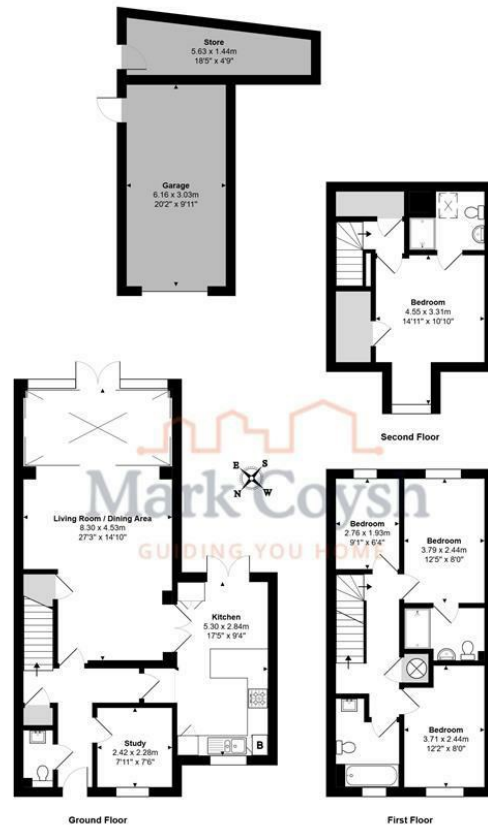 Store
5.63 x 1.44m
18'5" x 4'9"
Garage
6.16 x 3.03m
20'2" x 9'11"
Bedroom
4.55 x 3.31m
14'11" x 10'10"
Second Floor
Mark Coysh
GUIDING YOU HOME
E S
N W
Living Room / Dining Area
8.30 x 4.53m
27'3" x 14'10"
Kitchen
5.30 x 2.84m
17'5" x 9'4"
B
Study
2.42 x 2.28m
7'11" x 7'6"
Ground Floor
Bedroom
2.76 x 1.93m
9'1" x 6'4"
Bedroom
3.79 x 2.44m
12'5" x 8'0"
Bedroom
3.71 x 2.44m
12'2" x 8'0"
First Floor